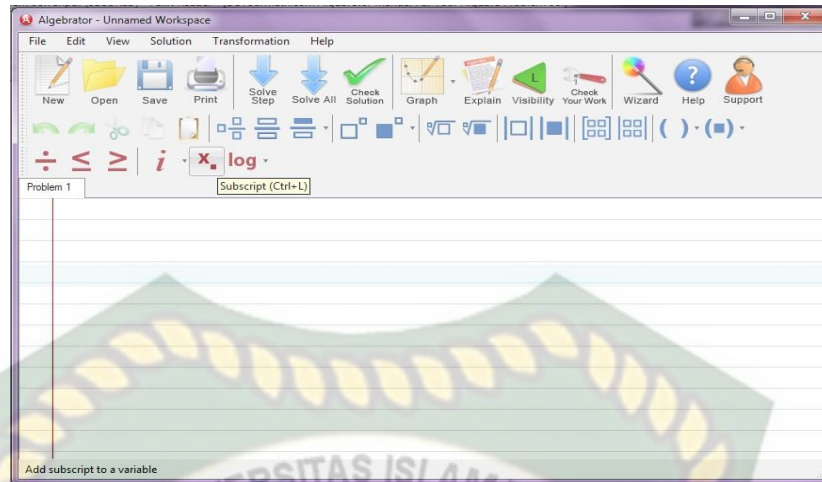 Algebrator - Unnamed Workspace
File Edit View Solution Transformation Help
New Open Save Print Solve Step Solve All Check Solution Graph Explain Visibility Check Your Work Wizard Help Support
÷ ≤ ≥ i x log
Subscript (Ctrl+L)
Problem 1
ERSITAS ISLAM
Add subscript to a variable